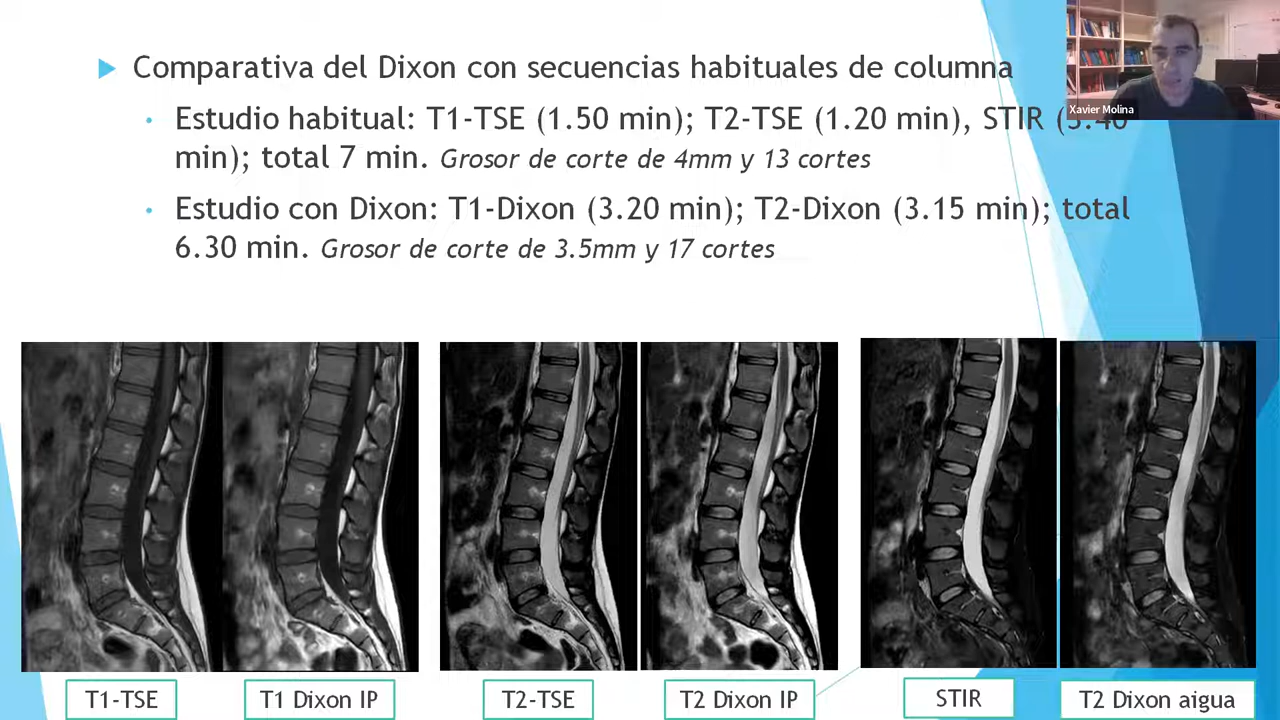 Comparativa del Dixon con secuencias habituales de columna
Xavier Molina
Estudio habitual: T1-TSE (1.50 min); T2-TSE (1.20 min), STIR (3.40
min); total 7 min. Grosor de corte de 4mm y 13 cortes
Estudio con Dixon: T1-Dixon (3.20 min); T2-Dixon (3.15 min); total
6.30 min. Grosor de corte de 3.5mm y 17 cortes
T1-TSE
T1 Dixon IP
T2-TSE
T2 Dixon IP
STIR
T2 Dixon aigua